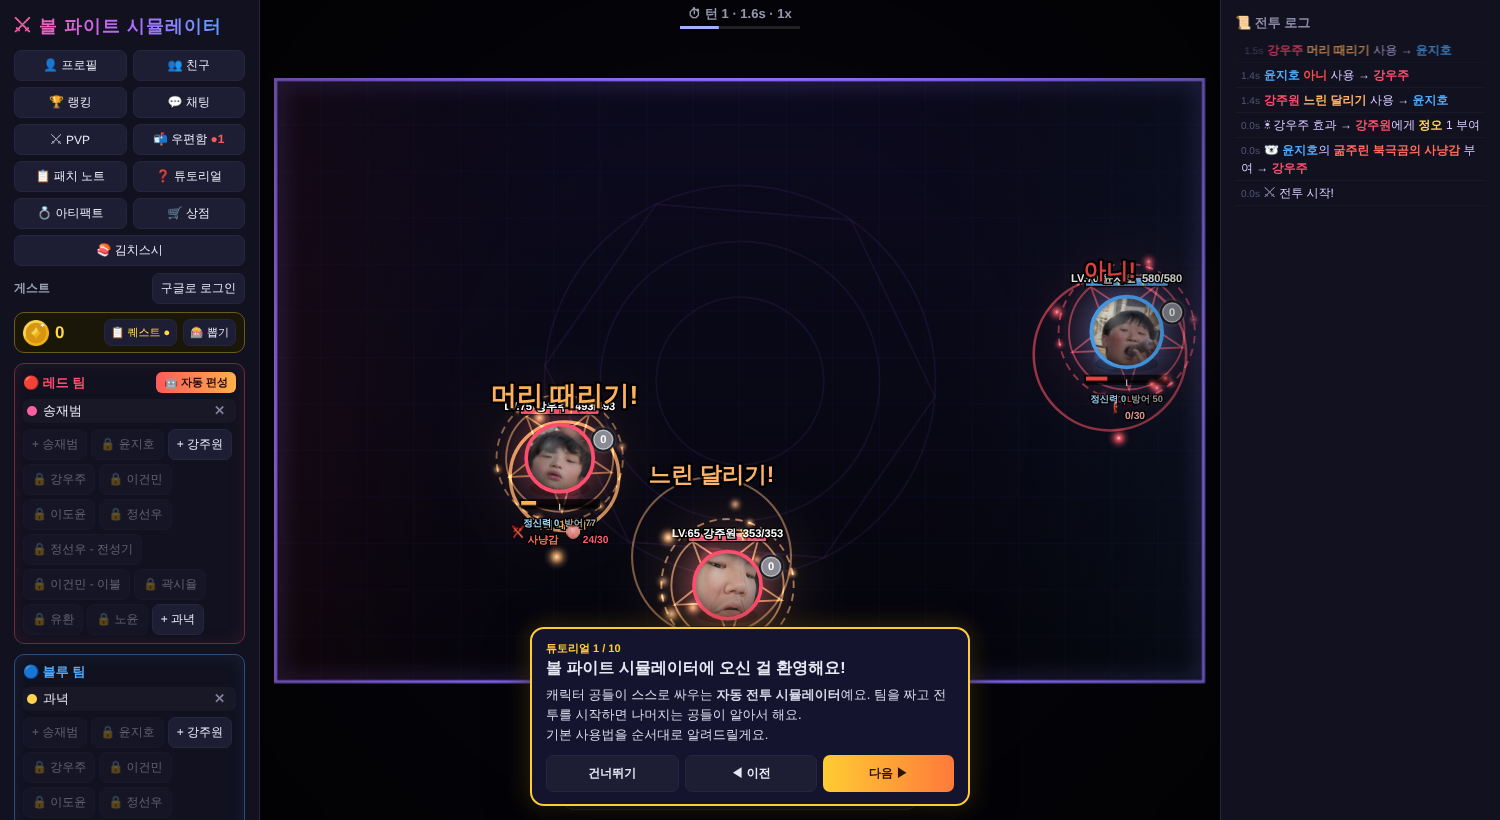 ⚔ 볼 파이트 시뮬레이터
👤 프로필
👥 친구
🏆 랭킹
💬 채팅
⚔ PVP
📬 우편함 ●1
📋 패치 노트
❓ 튜토리얼
💍 아티팩트
🛒 상점
🍣 김치스시
게스트
구글로 로그인
0
📋 퀘스트 ●
🎰 뽑기
🔴 레드 팀
🤖 자동 편성
송재범 ✕
+ 송재범
🔒 윤지호
+ 강주원
🔒 강우주
🔒 이건민
🔒 이도윤
🔒 정선우
🔒 정선우 - 전성기
🔒 이건민 - 이불
🔒 곽시율
🔒 유환
🔒 노윤
+ 과녁
🔵 블루 팀
과녁 ✕
+ 송재범
🔒 윤지호
+ 강주원
🔒 강우주
🔒 이건민
🔒 이도윤
🔒 정선우
⏱ 턴 1 · 1.6s · 1x
아니!
580/580
0
정신력 0 방어 50
0/30
머리 때리기!
LV.75 강우주
0
정신력 0 방어 77
사냥감
24/30
느린 달리기!
LV.65 강주원 353/353
0
튜토리얼 1 / 10
볼 파이트 시뮬레이터에 오신 걸 환영해요!
캐릭터 공들이 스스로 싸우는 자동 전투 시뮬레이터예요. 팀을 짜고 전
투를 시작하면 나머지는 공들이 알아서 해요.
기본 사용법을 순서대로 알려드릴게요.
건너뛰기
◀ 이전
다음 ▶
📜 전투 로그
1.5s 강우주 머리 때리기 사용 → 윤지호
1.4s 윤지호 아니 사용 → 강우주
1.4s 강주원 느린 달리기 사용 → 윤지호
0.0s ☀강우주 효과 → 강주원에게 정오 1 부여
0.0s 🐻‍❄️ 윤지호의 굶주린 북극곰의 사냥감 부
여 → 강우주
0.0s ⚔ 전투 시작!